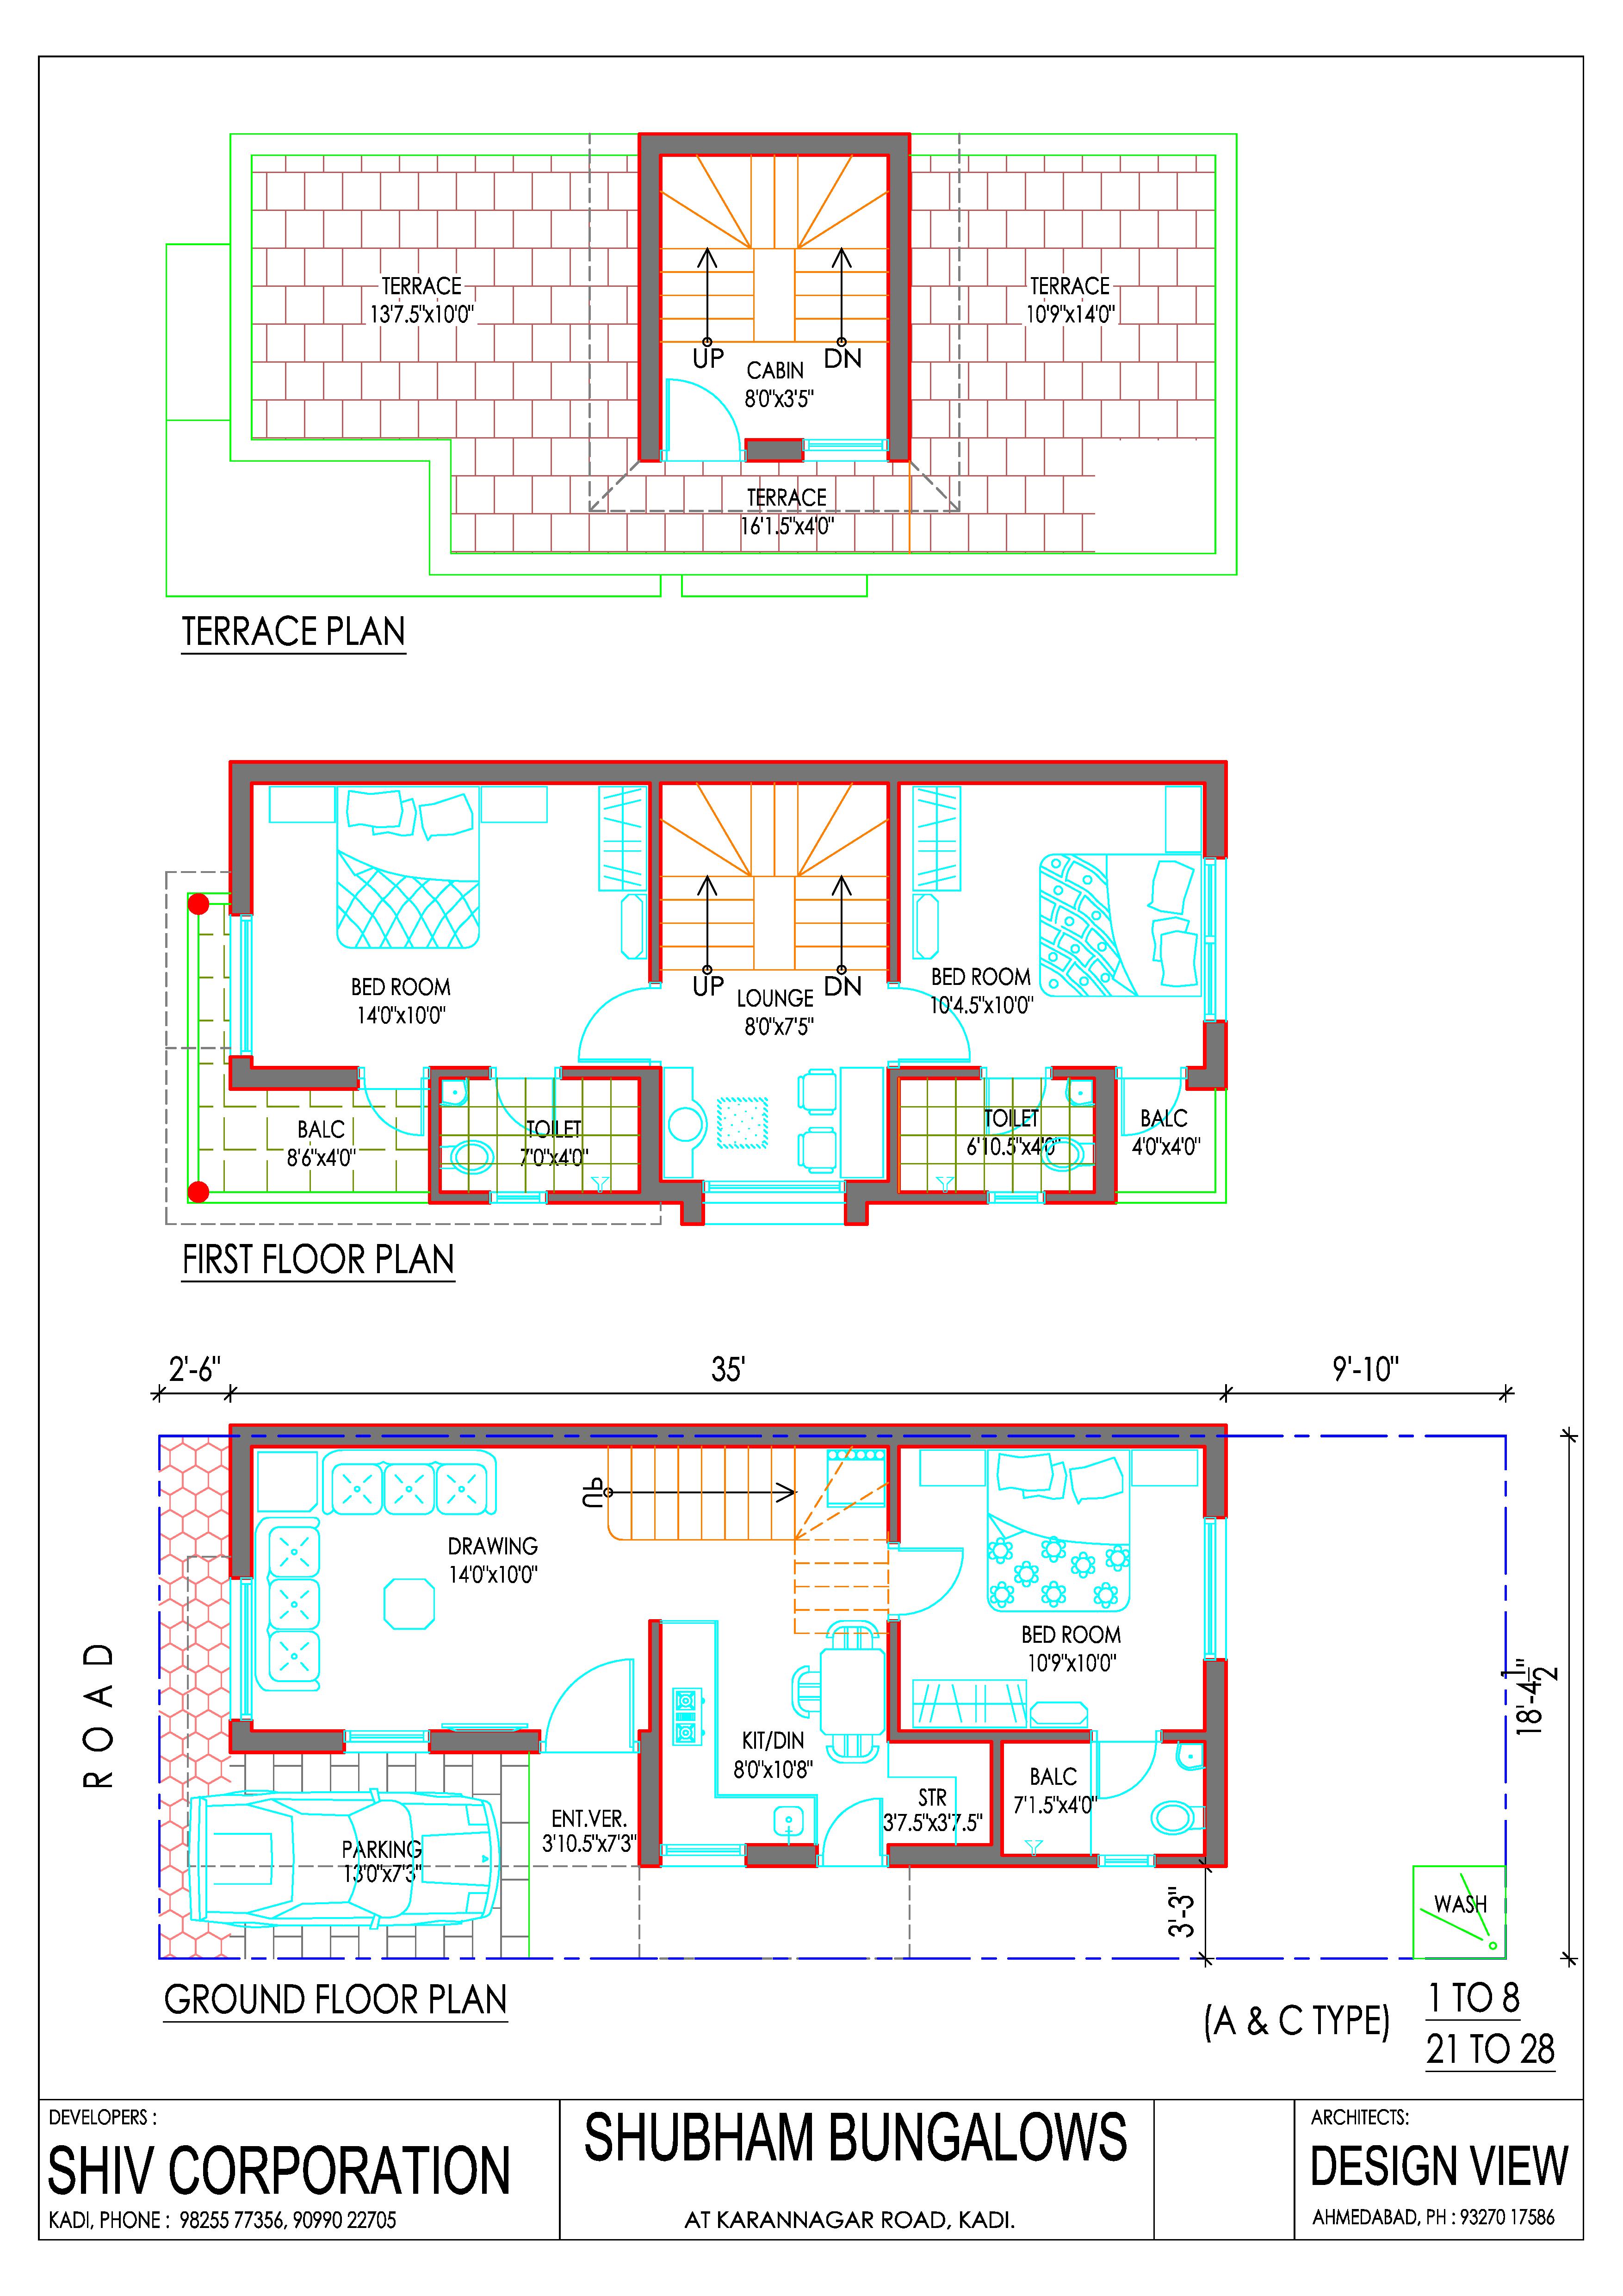 TERRACE
13'7.5"x10'0"
TERRACE
10'9"x14'0"
UP
DN
CABIN
8'0"x3'5"
TERRACE
16'1.5"x4'0"
TERRACE PLAN
BED ROOM
14'0"x10'0"
UP
DN
LOUNGE
8'0"x7'5"
BED ROOM
10'4.5"x10'0"
BALC
8'6"x4'0"
TOILET
7'0"x4'0"
TOILET
6'10.5"x4'0"
BALC
4'0"x4'0"
FIRST FLOOR PLAN
2'-6"
35'
9'-10"
UP
DRAWING
14'0"x10'0"
BED ROOM
10'9"x10'0"
ROAD
18'-4 1/2"
KIT/DIN
8'0"x10'8"
STR
3'7.5"x3'7.5"
BALC
7'1.5"x4'0"
ENT.VER.
3'10.5"x7'3"
PARKING
13'0"x7'3"
3'-3"
WASH
GROUND FLOOR PLAN
(A & C TYPE)
1 TO 8
21 TO 28
DEVELOPERS :
SHIV CORPORATION
KADI, PHONE : 98255 77356, 90990 22705
SHUBHAM BUNGALOWS
AT KARANNAGAR ROAD, KADI.
ARCHITECTS:
DESIGN VIEW
AHMEDABAD, PH : 93270 17586